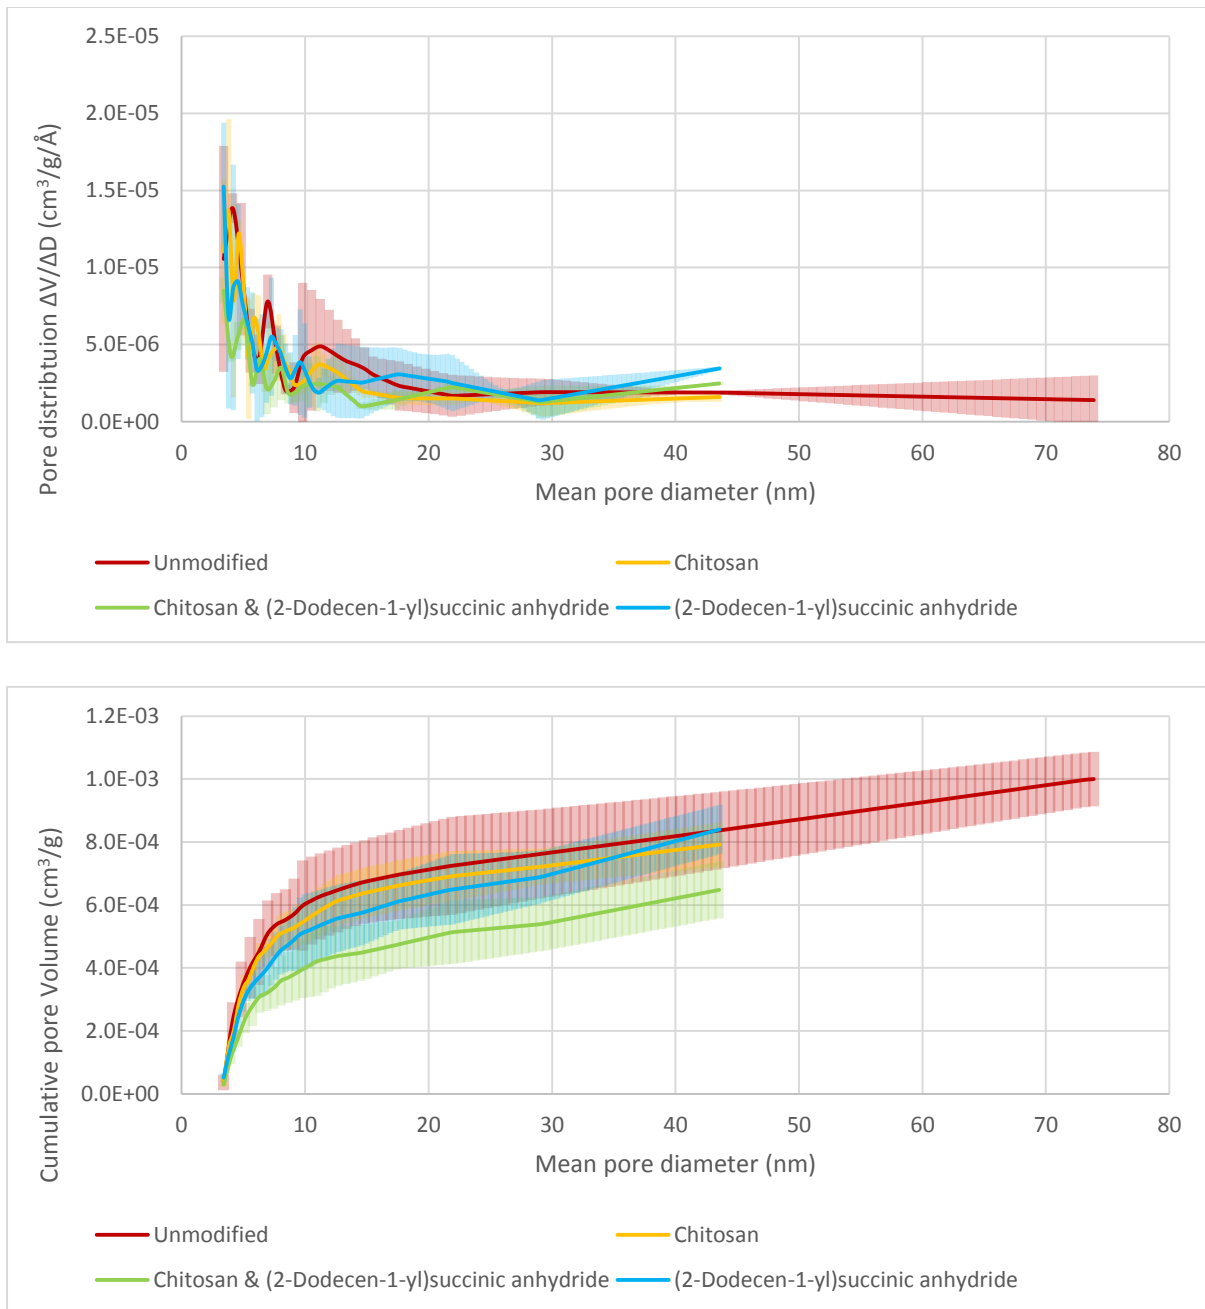 2.5E-05
2.0E-05
1.5E-05
1.0E-05
5.0E-06
0.0E+00
Pore distribtuion ΔV/ΔD (cm³/g/Å)
0 10 20 30 40 50 60 70 80
Mean pore diameter (nm)
Unmodified Chitosan
Chitosan & (2-Dodecen-1-yl)succinic anhydride (2-Dodecen-1-yl)succinic anhydride
1.2E-03
1.0E-03
8.0E-04
6.0E-04
4.0E-04
2.0E-04
0.0E+00
Cumulative pore Volume (cm³/g)
0 10 20 30 40 50 60 70 80
Mean pore diameter (nm)
Unmodified Chitosan
Chitosan & (2-Dodecen-1-yl)succinic anhydride (2-Dodecen-1-yl)succinic anhydride